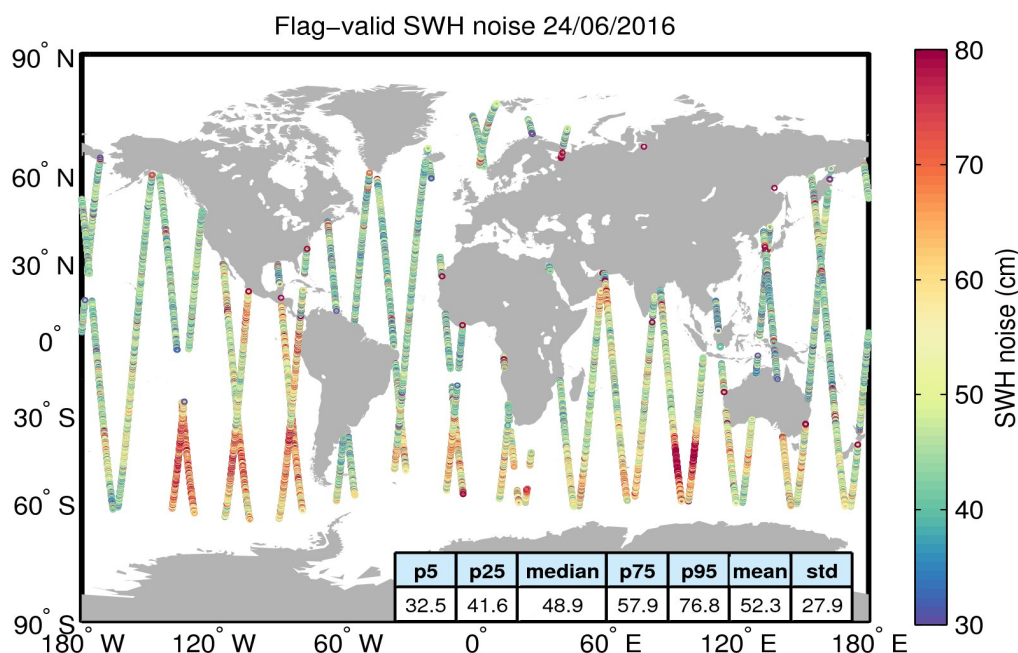 Flag−valid SWH noise 24/06/2016
90° N
60° N
30° N
0°
30° S
60° S
90° S
180° W
120° W
60° W
0°
60° E
120° E
180° E
p5 p25 median p75 p95 mean std
32.5 41.6 48.9 57.9 76.8 52.3 27.9
80
70
60
50
40
30
SWH noise (cm)